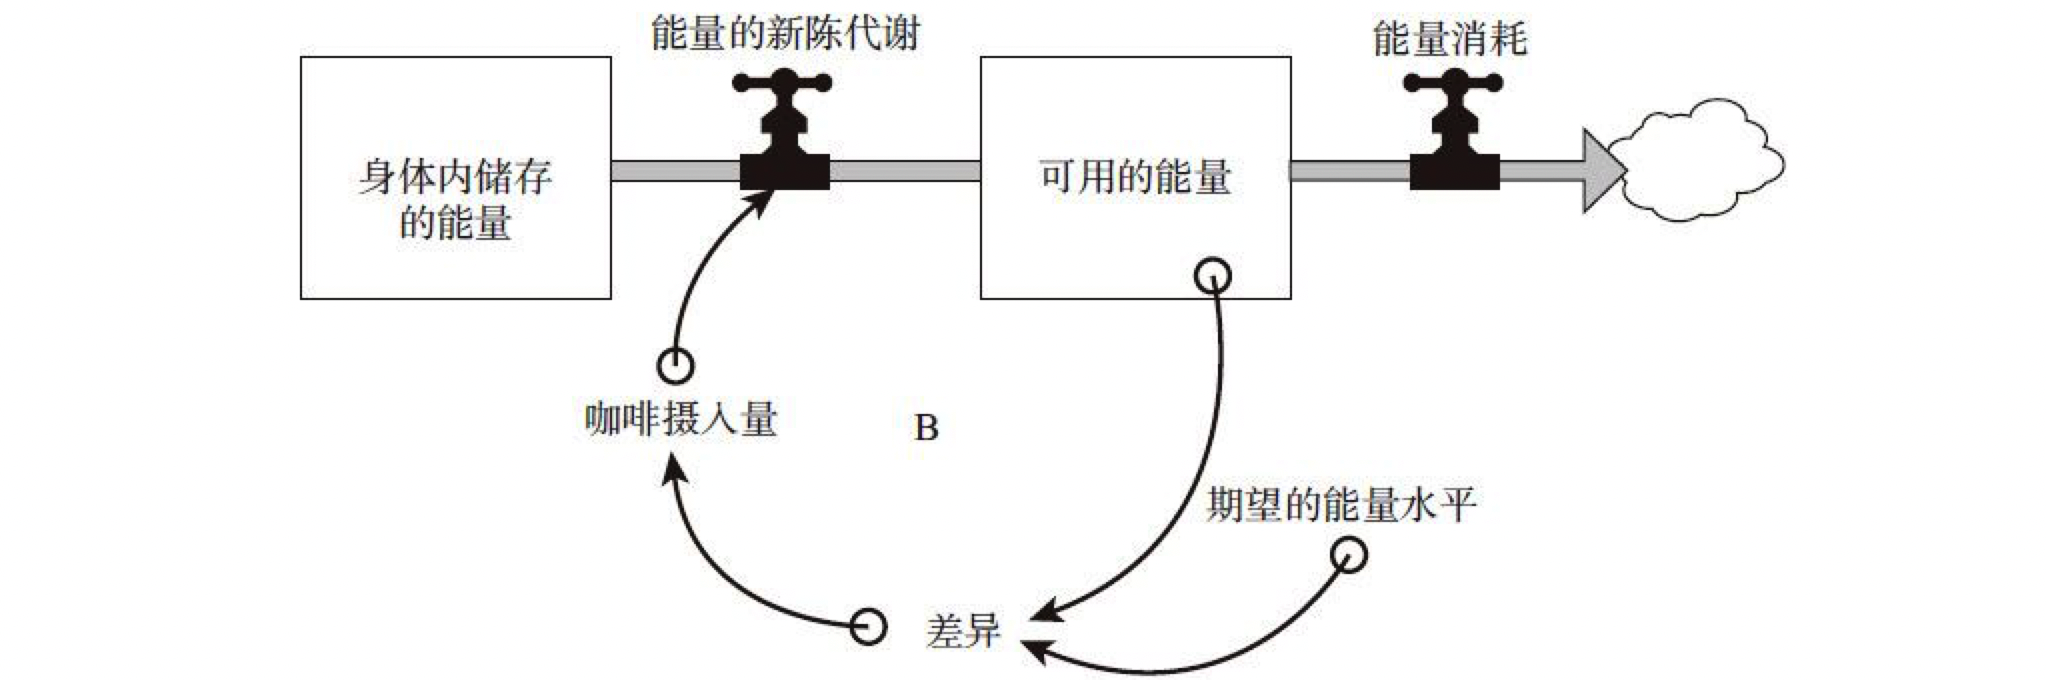 能量的新陈代谢
能量消耗
身体内储存
的能量
可用的能量
咖啡摄入量
B
期望的能量水平
差异